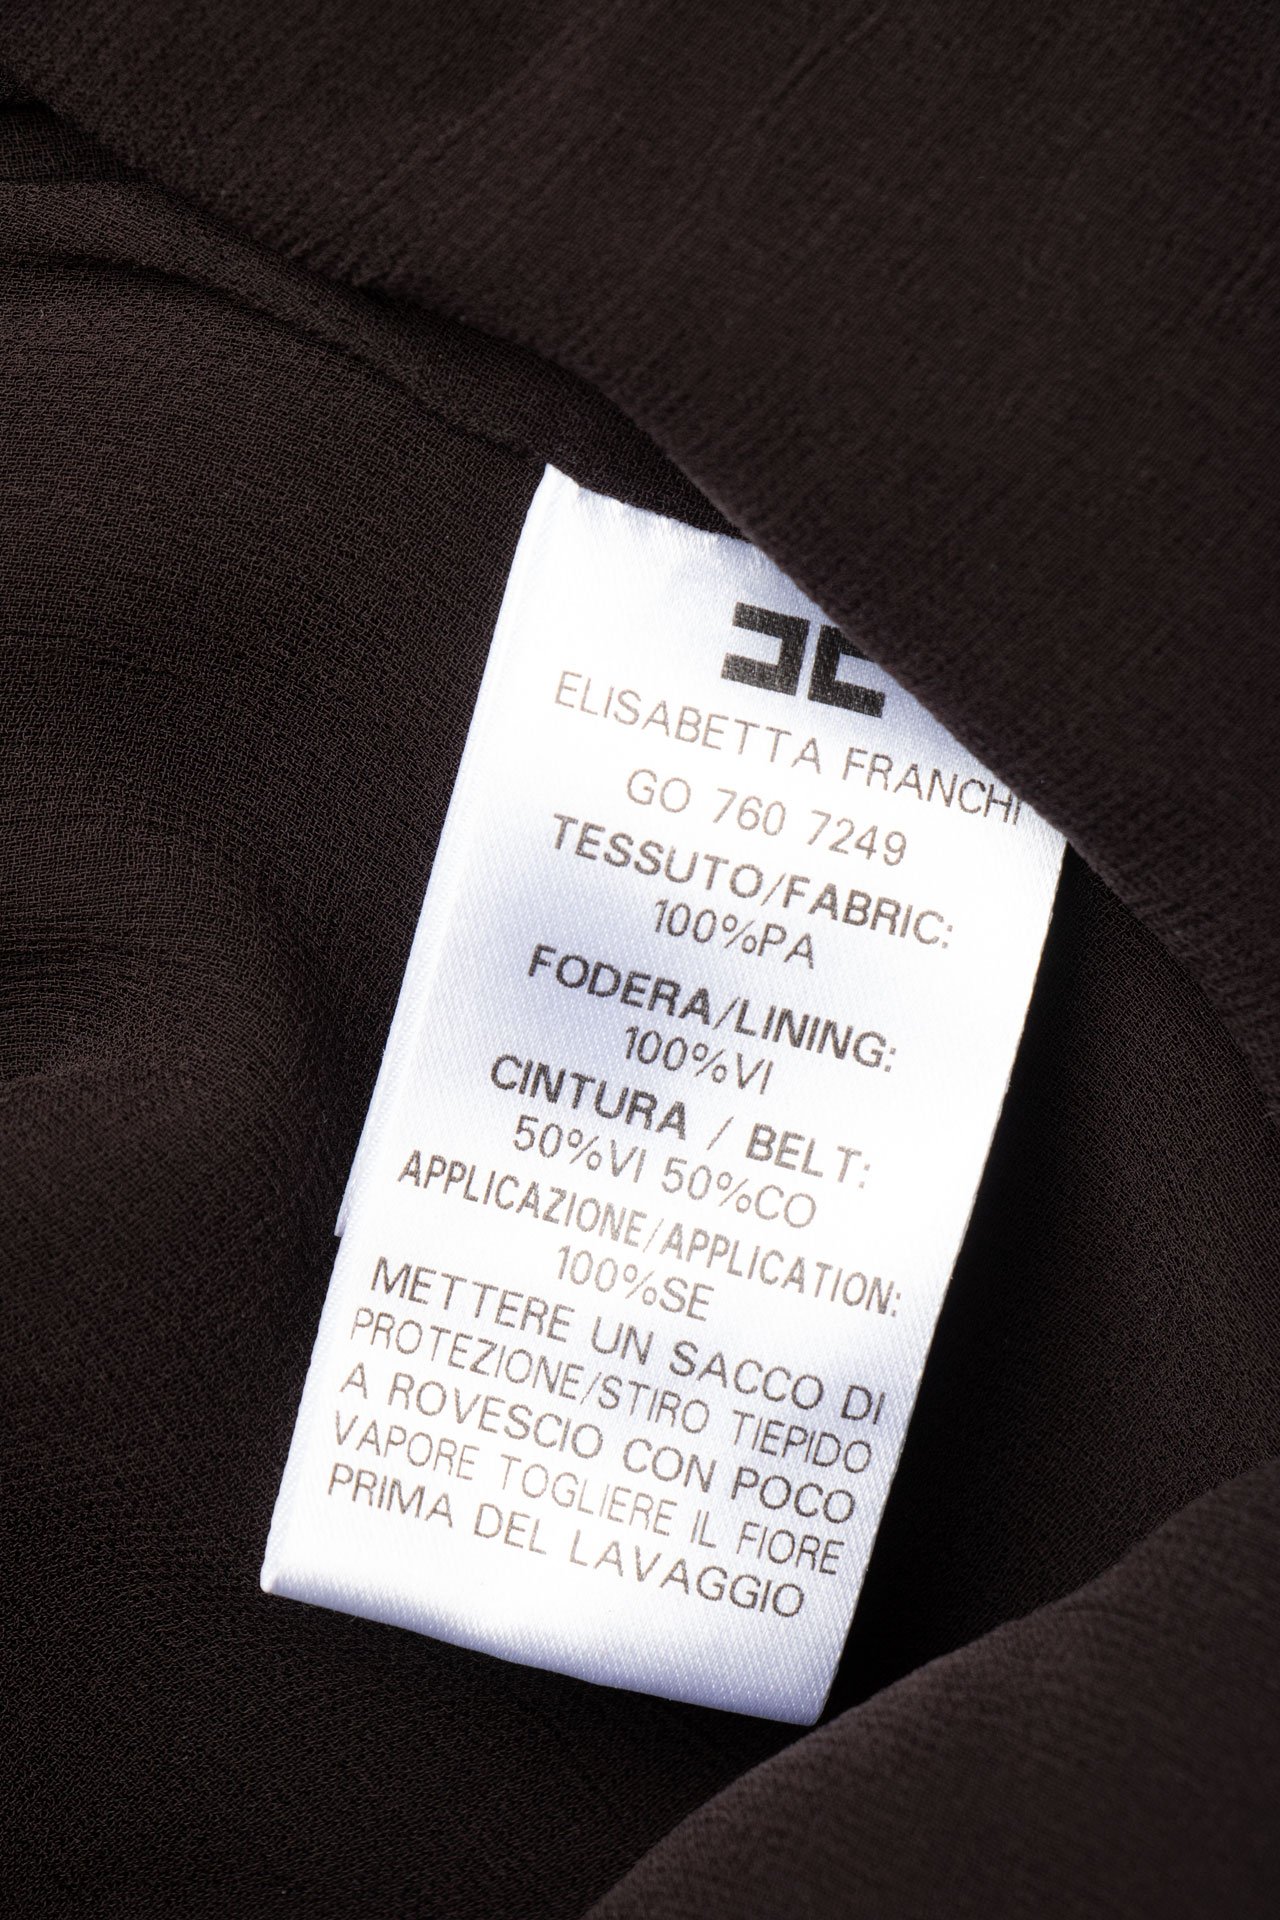 ELISABETTA FRANCHI
GO 760 7249
TESSUTO/FABRIC:
100%PA
FODERA/LINING:
100%VI
CINTURA / BELT:
50%VI 50%CO
APPLICAZIONE/APPLICATION:
100%SE
METTERE UN SACCO DI
PROTEZIONE/STIRO TIEPIDO
A ROVESCIO CON POCO
VAPORE TOGLIERE IL FIORE
PRIMA DEL LAVAGGIO